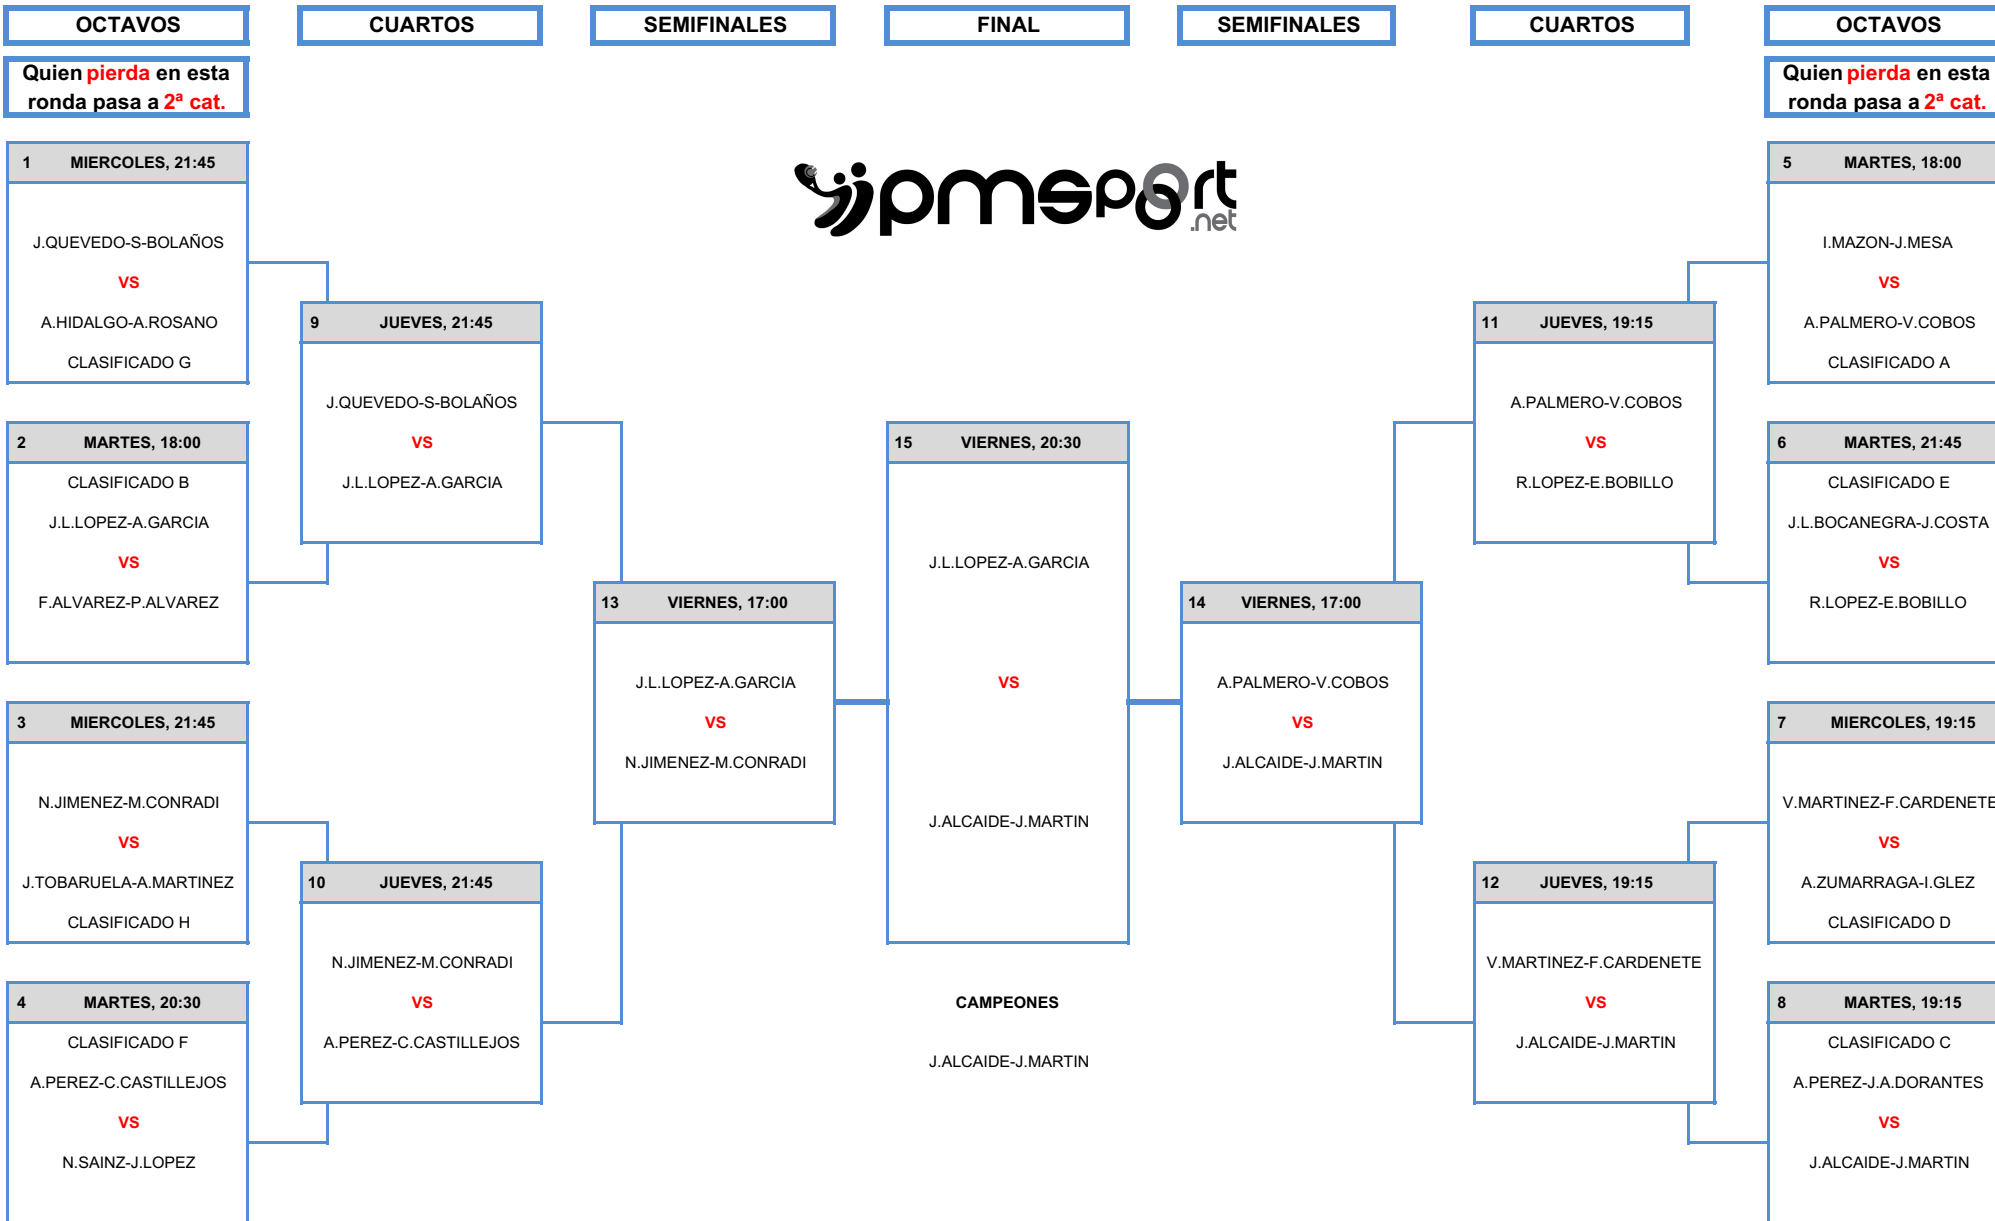 OCTAVOS
CUARTOS
SEMIFINALES
FINAL
SEMIFINALES
CUARTOS
OCTAVOS
Quien pierda en esta
ronda pasa a 2ª cat.
Quien pierda en esta
ronda pasa a 2ª cat.
pmsport
.net
1 MIERCOLES, 21:45
J.QUEVEDO-S-BOLAÑOS
VS
A.HIDALGO-A.ROSANO
CLASIFICADO G
2 MARTES, 18:00
CLASIFICADO B
J.L.LOPEZ-A.GARCIA
VS
F.ALVAREZ-P.ALVAREZ
3 MIERCOLES, 21:45
N.JIMENEZ-M.CONRADI
VS
J.TOBARUELA-A.MARTINEZ
CLASIFICADO H
4 MARTES, 20:30
CLASIFICADO F
A.PEREZ-C.CASTILLEJOS
VS
N.SAINZ-J.LOPEZ
9 JUEVES, 21:45
J.QUEVEDO-S-BOLAÑOS
VS
J.L.LOPEZ-A.GARCIA
10 JUEVES, 21:45
N.JIMENEZ-M.CONRADI
VS
A.PEREZ-C.CASTILLEJOS
13 VIERNES, 17:00
J.L.LOPEZ-A.GARCIA
VS
N.JIMENEZ-M.CONRADI
15 VIERNES, 20:30
J.L.LOPEZ-A.GARCIA
VS
J.ALCAIDE-J.MARTIN
CAMPEONES
J.ALCAIDE-J.MARTIN
14 VIERNES, 17:00
A.PALMERO-V.COBOS
VS
J.ALCAIDE-J.MARTIN
11 JUEVES, 19:15
A.PALMERO-V.COBOS
VS
R.LOPEZ-E.BOBILLO
12 JUEVES, 19:15
V.MARTINEZ-F.CARDENETE
VS
J.ALCAIDE-J.MARTIN
5 MARTES, 18:00
I.MAZON-J.MESA
VS
A.PALMERO-V.COBOS
CLASIFICADO A
6 MARTES, 21:45
CLASIFICADO E
J.L.BOCANEGRA-J.COSTA
VS
R.LOPEZ-E.BOBILLO
7 MIERCOLES, 19:15
V.MARTINEZ-F.CARDENETE
VS
A.ZUMARRAGA-I.GLEZ
CLASIFICADO D
8 MARTES, 19:15
CLASIFICADO C
A.PEREZ-J.A.DORANTES
VS
J.ALCAIDE-J.MARTIN